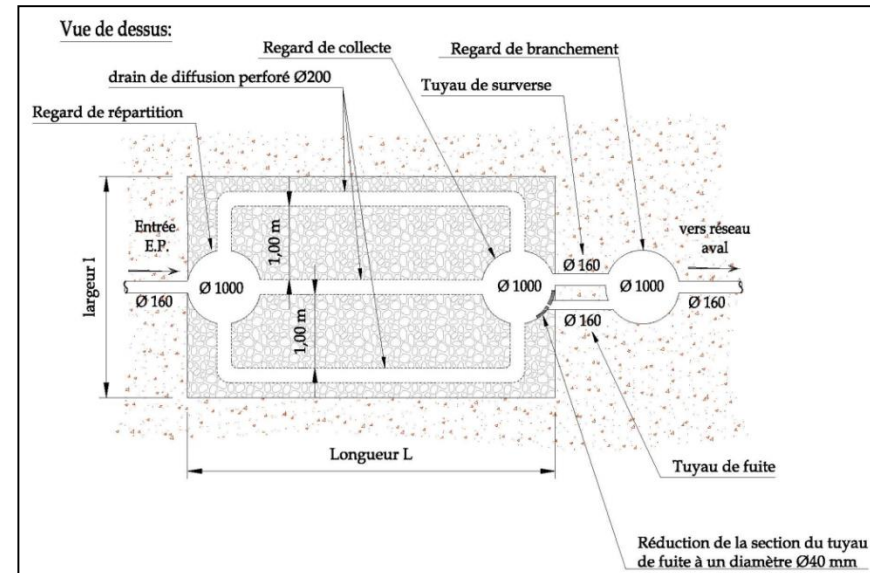 Vue de dessus:
Regard de collecte
Regard de branchement
drain de diffusion perforé Ø200
Tuyau de surverse
Regard de répartition
Entrée
E.P.
vers réseau
aval
largeur l
1,00 m
Ø 160
Ø 160
Ø 1000
Ø 1000
Ø 1000
Ø 160
Ø 160
1,00 m
Longueur L
Tuyau de fuite
Réduction de la section du tuyau
de fuite à un diamètre Ø40 mm